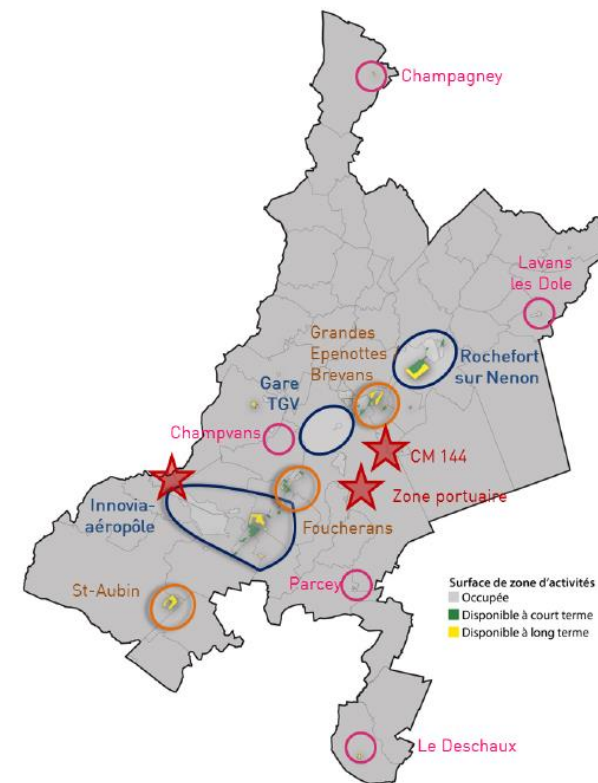 Champagney
Lavans
les Dole
Grandes
Epenottes
Brevans
Rochefort
sur Nenon
Gare
TGV
Champvans
CM 144
Zone portuaire
Innovia-
aéropôle
Foucherans
St-Aubin
Parcey
Surface de zone d'activités
Occupée
Disponible à court terme
Disponible à long terme
Le Deschaux